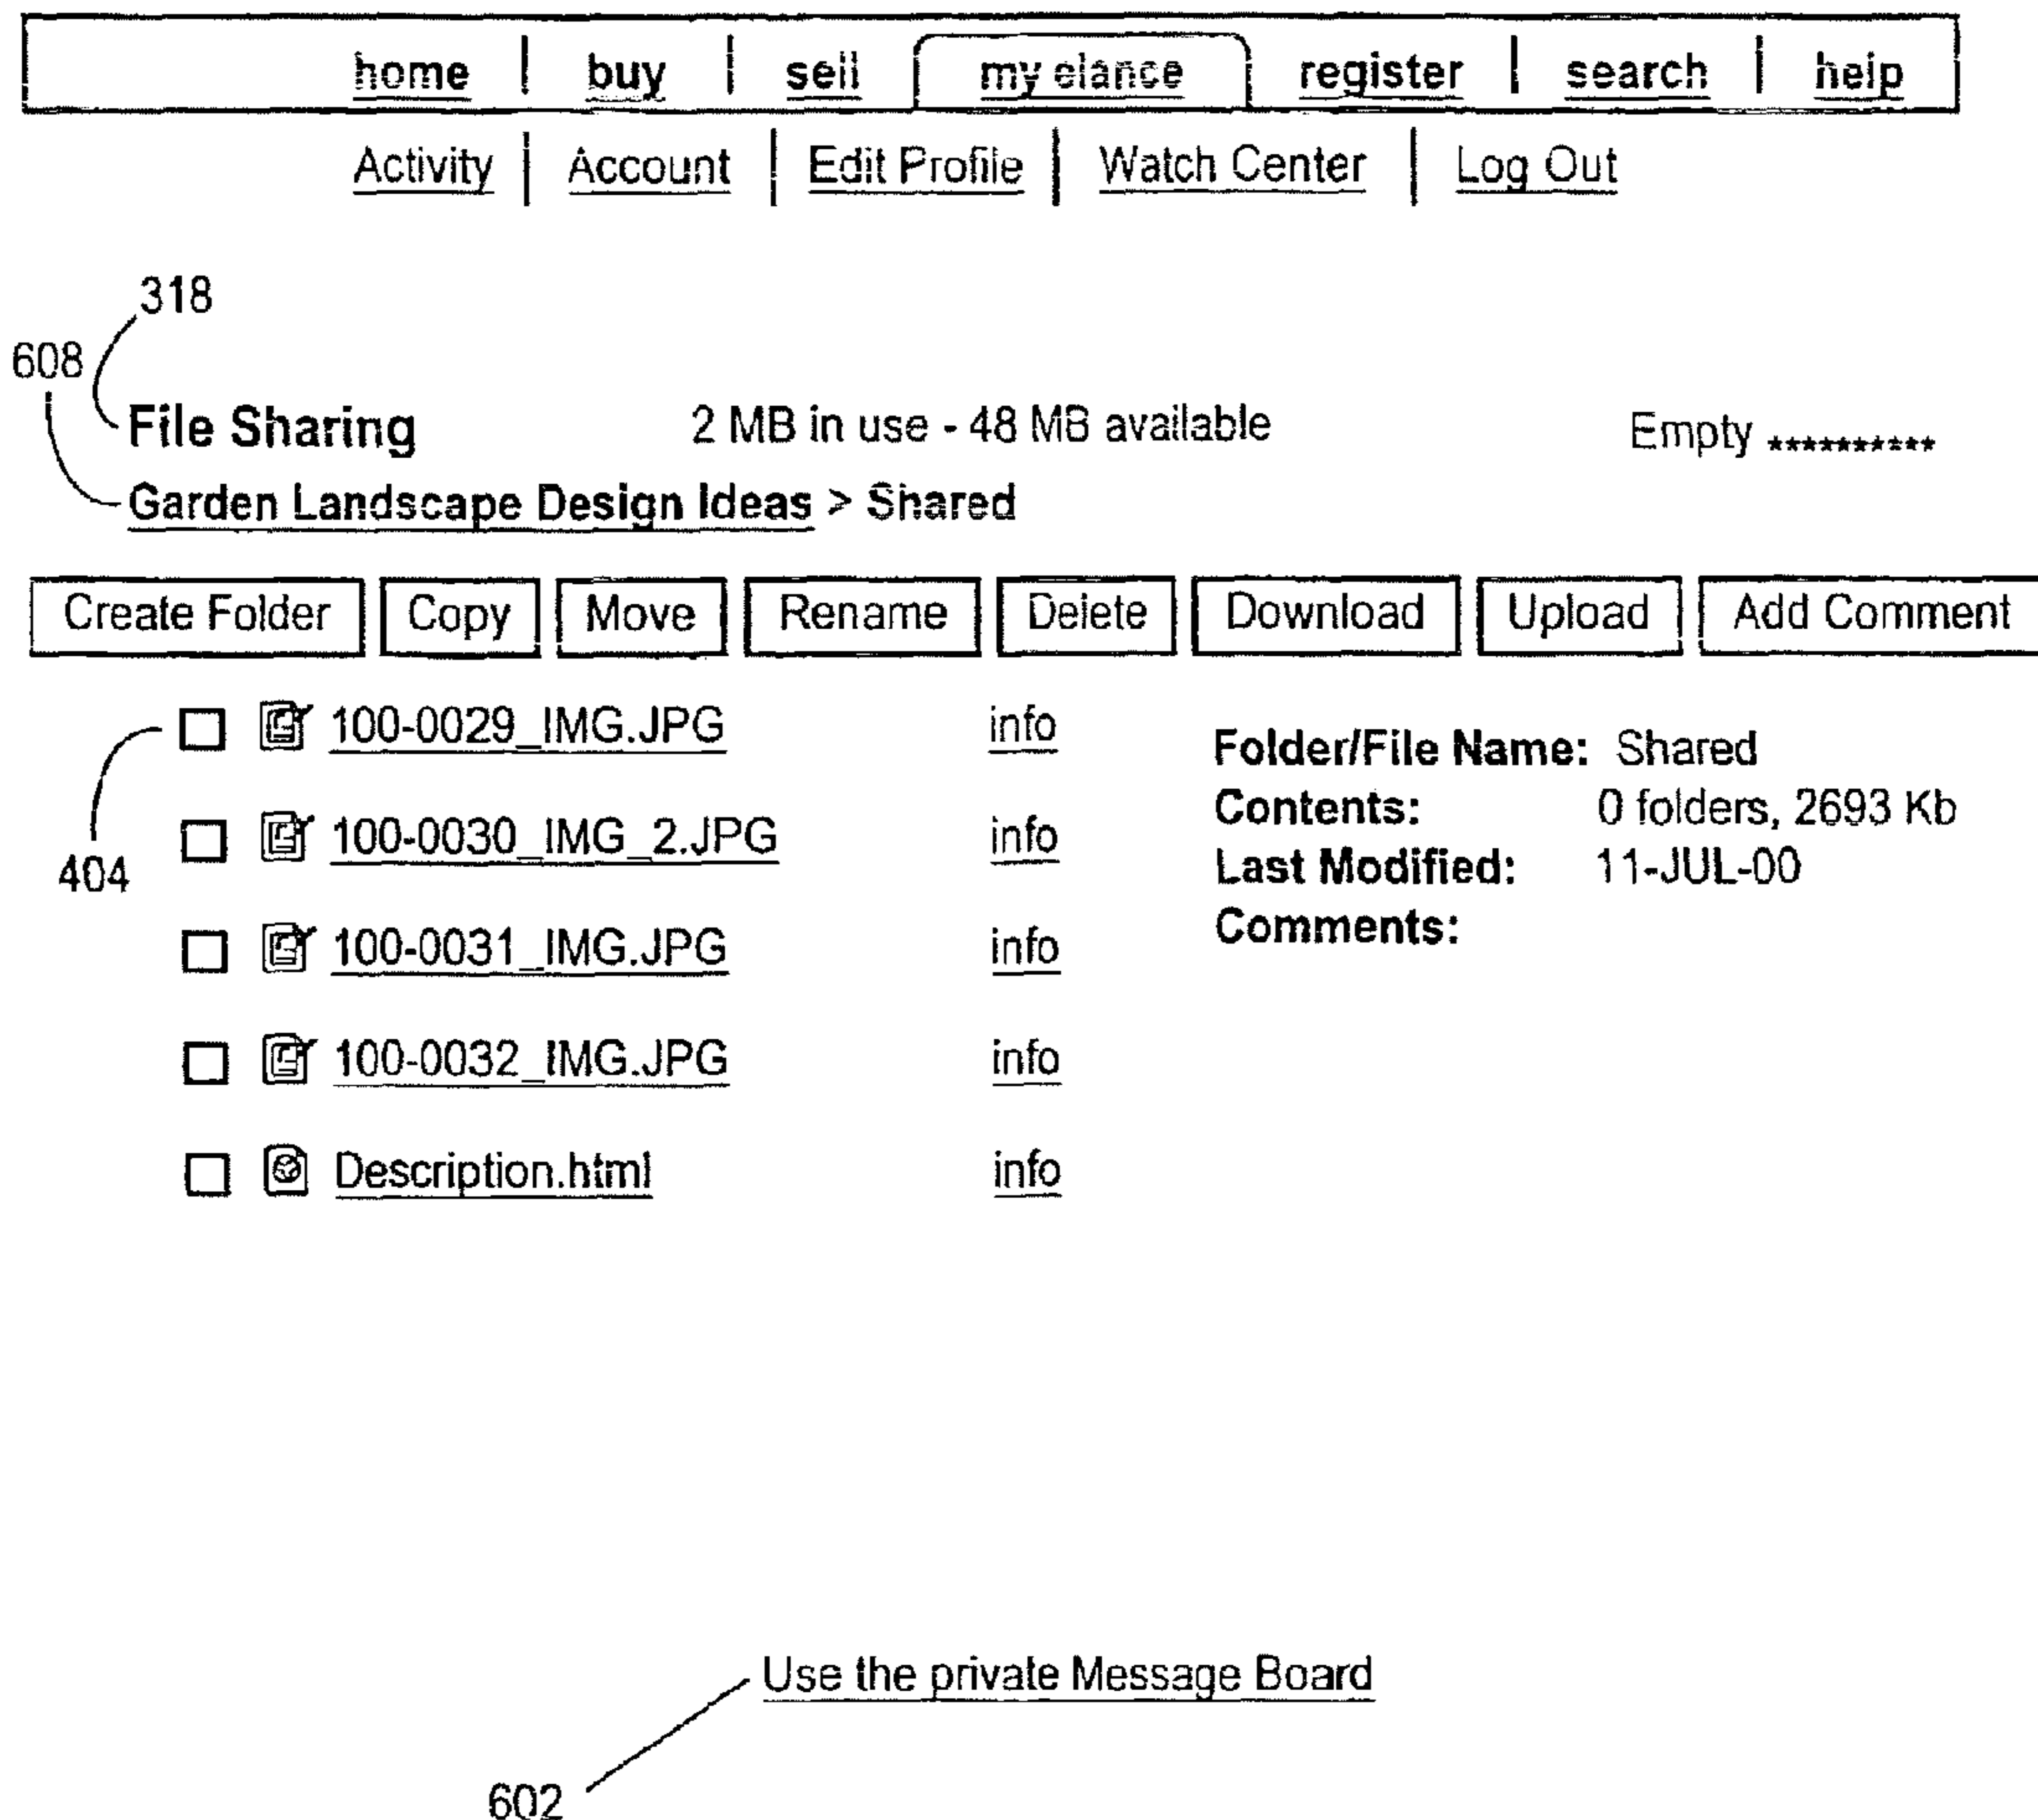 home | buy | sell | my elance | register | search | help
Activity | Account | Edit Profile | Watch Center | Log Out
318
608
File Sharing 2 MB in use - 48 MB available Empty **********
Garden Landscape Design Ideas > Shared
Create Folder Copy Move Rename Delete Download Upload Add Comment
100-0029_IMG.JPG info Folder/File Name: Shared
Contents: 0 folders, 2693 Kb
100-0030_IMG_2.JPG info
404
Last Modified: 11-JUL-00
Comments:
100-0031_IMG.JPG info
100-0032_IMG.JPG info
Description.html info
Use the private Message Board
602